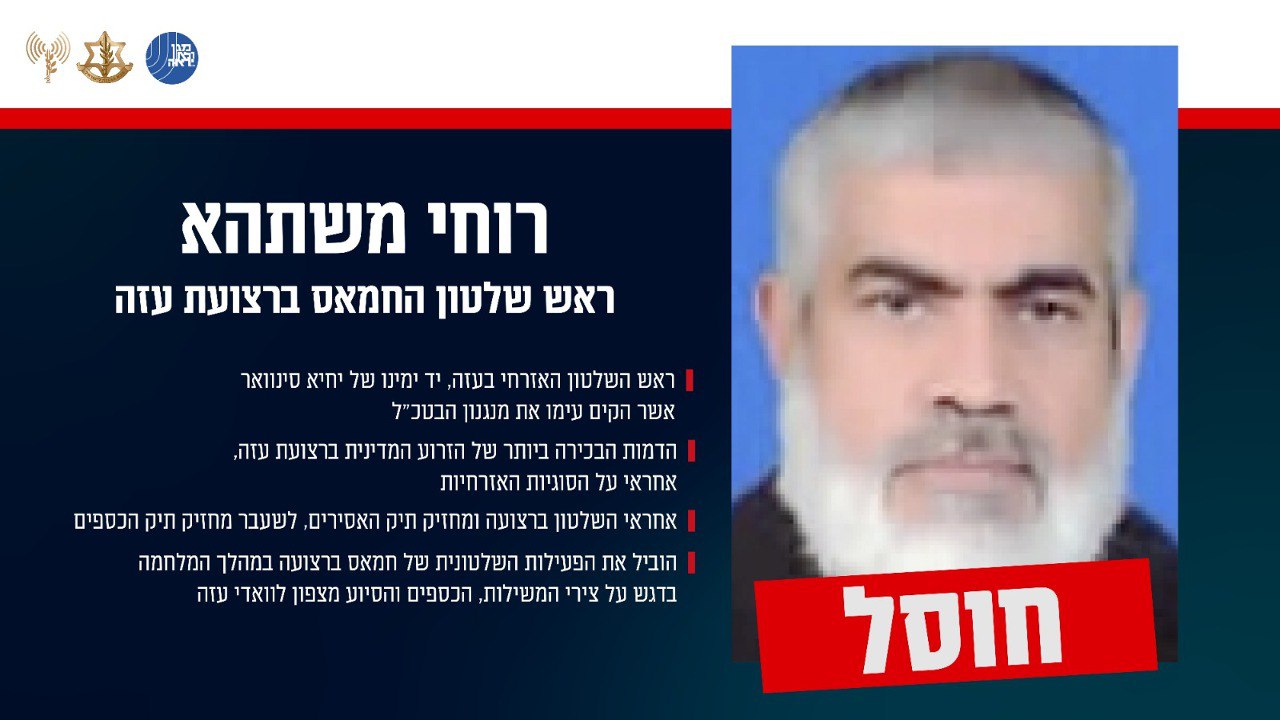 רוחי משתהא
ראש שלטון החמאס ברצועת עזה
ראש השלטון האזרחי בעזה, יד ימינו של יחיא סינוואר
אשר הקים עימו את מנגנון הבטכ"ל
הדמות הבכירה ביותר של הזרוע המדינית ברצועת עזה,
אחראי על הסוגיות האזרחיות
אחראי השלטון ברצועה ומחזיק תיק האסירים, לשעבר מחזיק תיק הכספים
הוביל את הפעילות השלטונית של חמאס ברצועה במהלך המלחמה
בדגש על צירי המשילות, הכספים והסיוע מצפון לוואדי עזה
חוסל